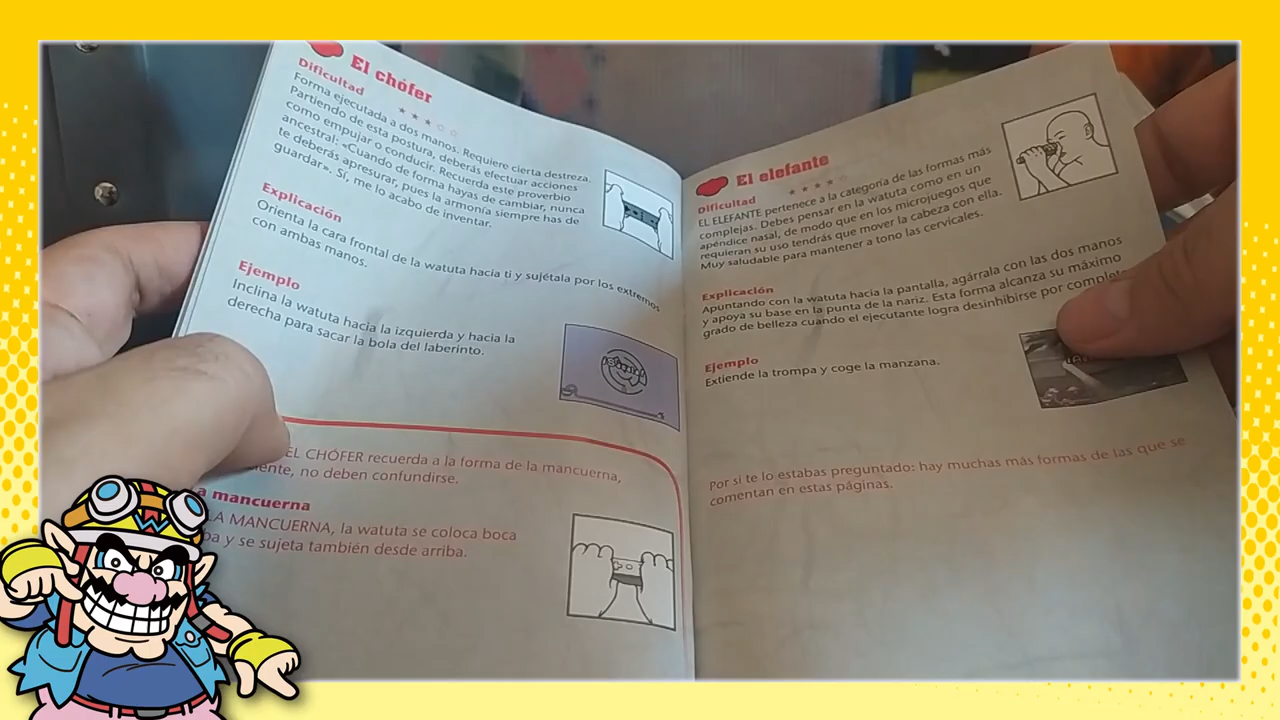 El chófer
Dificultad
Forma ejecutada a dos manos. Requiere cierta destreza.
Partiendo de esta postura, deberás efectuar acciones
como empujar o conducir. Recuerda este proverbio
ancestral: «Cuando de forma hayas de cambiar, nunca
te deberás apresurar, pues la armonía siempre has de
guardar». Sí, me lo acabo de inventar.
Explicación
Orienta la cara frontal de la watuta hacia ti y sujétala por los extremos
con ambas manos.
Ejemplo
Inclina la watuta hacia la izquierda y hacia la
derecha para sacar la bola del laberinto.
EL CHÓFER recuerda a la forma de la mancuerna,
no deben confundirse.
a mancuerna
LA MANCUERNA, la watuta se coloca boca
y se sujeta también desde arriba.
El elefante
Dificultad
EL ELEFANTE pertenece a la categoría de las formas más
complejas. Debes pensar en la watuta como en un
apéndice nasal, de modo que en los microjuegos que
requieran su uso tendrás que mover la cabeza con ella.
Muy saludable para mantener a tono las cervicales.
Explicación
Apuntando con la watuta hacia la pantalla, agárrala con las dos manos
y apoya su base en la punta de la nariz. Esta forma alcanza su máximo
grado de belleza cuando el ejecutante logra desinhibirse por
Ejemplo
Extiende la trompa y coge la manzana.
Por si te lo estabas preguntado: hay muchas más formas de las que se
comentan en estas páginas.